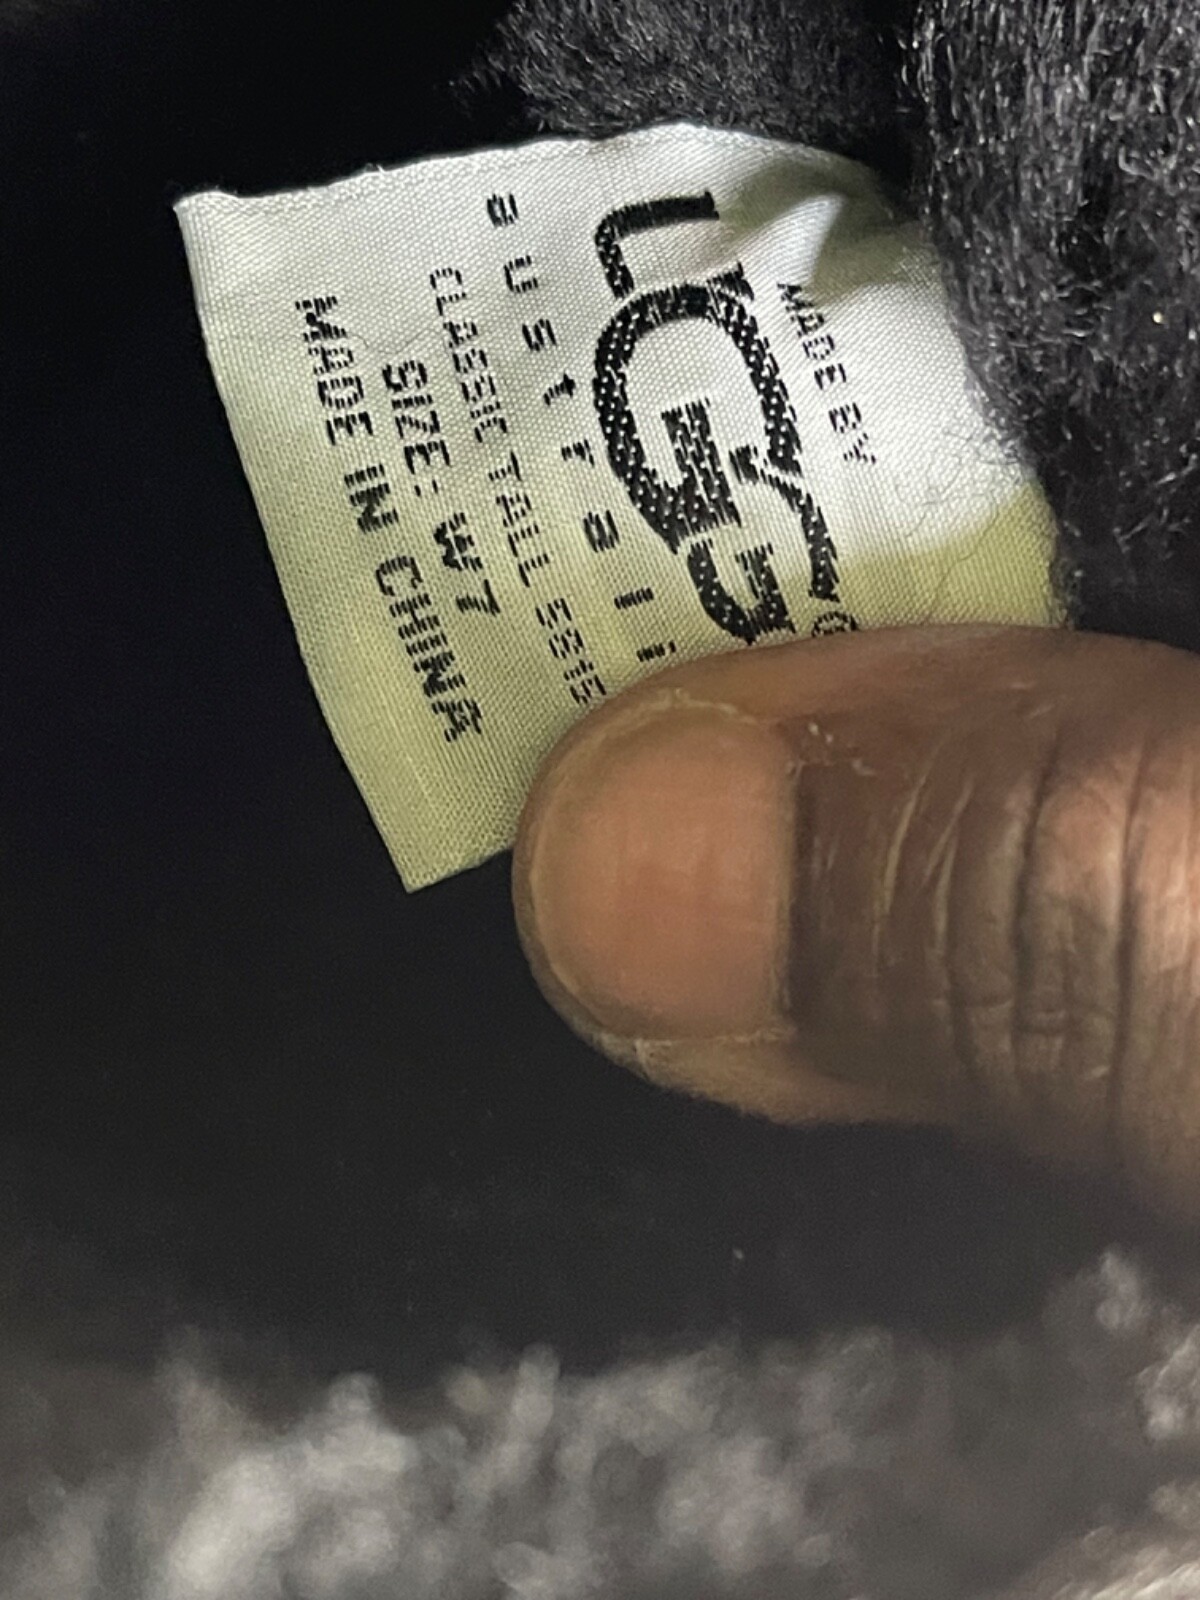 MADE BY
UGG®
australia
CLASSIC TALL 5815
SIZE: W7
MADE IN CHINA